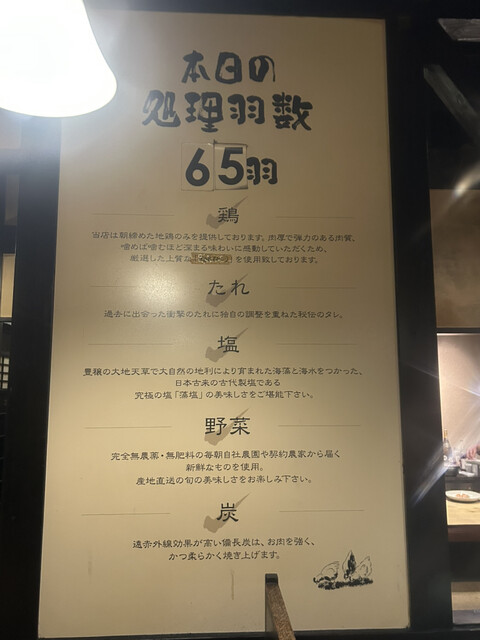 本日の
処理羽数
65羽
鶏
当店は朝締めた地鶏のみを提供しております。肉厚で弾力のある肉質、
噛めば噛むほど深まる味わいに感動していただくため、
厳選した上質な を使用致しております。
たれ
過去に出会った衝撃のたれに独自の調整を重ねた秘伝のタレ。
塩
豊穣の大地天草で大自然の地利により育まれた海藻と海水をつかった、
日本古来の古代製塩である
究極の塩「藻塩」の美味しさをご堪能下さい。
野菜
完全無農薬・無肥料の毎朝自社農園や契約農家から届く
新鮮なものを使用。
産地直送の旬の美味しさをお楽しみ下さい。
炭
遠赤外線効果が高い備長炭は、お肉を強く、
かつ柔らかく焼き上げます。